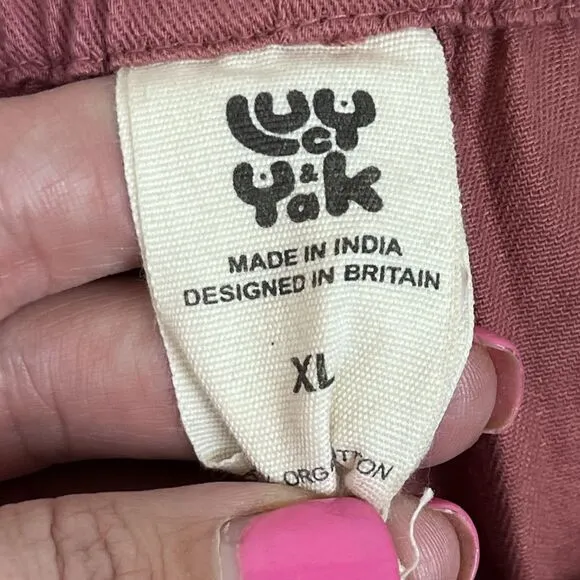 Lucy
&
Yak
MADE IN INDIA
DESIGNED IN BRITAIN
XL